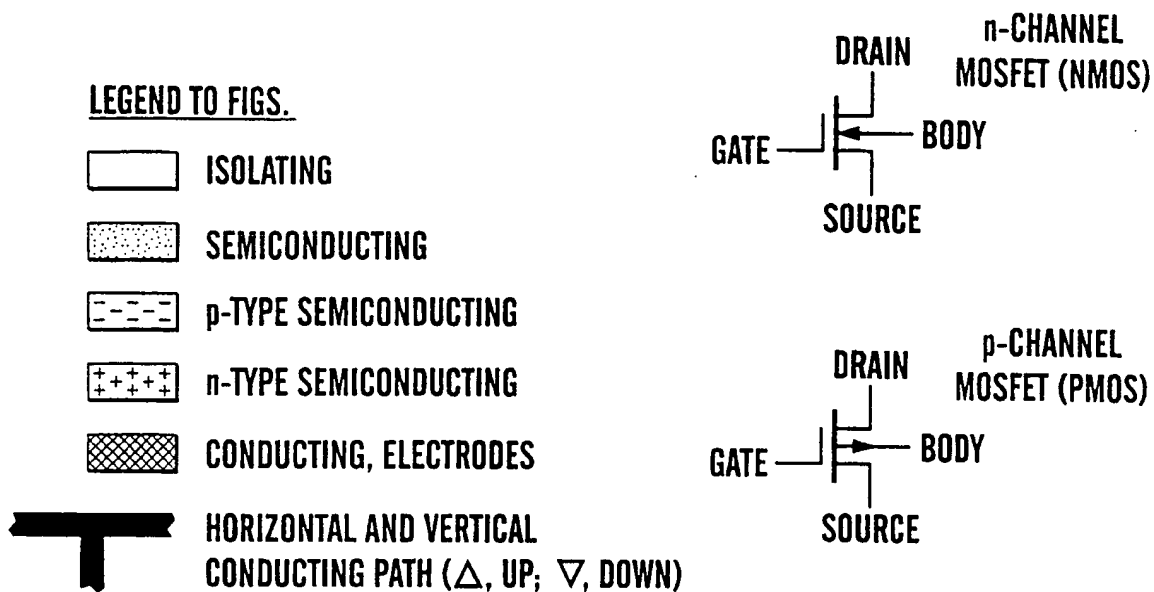 LEGEND TO FIGS.
ISOLATING
SEMICONDUCTING
p-TYPE SEMICONDUCTING
n-TYPE SEMICONDUCTING
CONDUCTING, ELECTRODES
HORIZONTAL AND VERTICAL
CONDUCTING PATH (△, UP; ▽, DOWN)
n-CHANNEL
MOSFET (NMOS)
DRAIN
GATE
BODY
SOURCE
p-CHANNEL
MOSFET (PMOS)
DRAIN
GATE
BODY
SOURCE